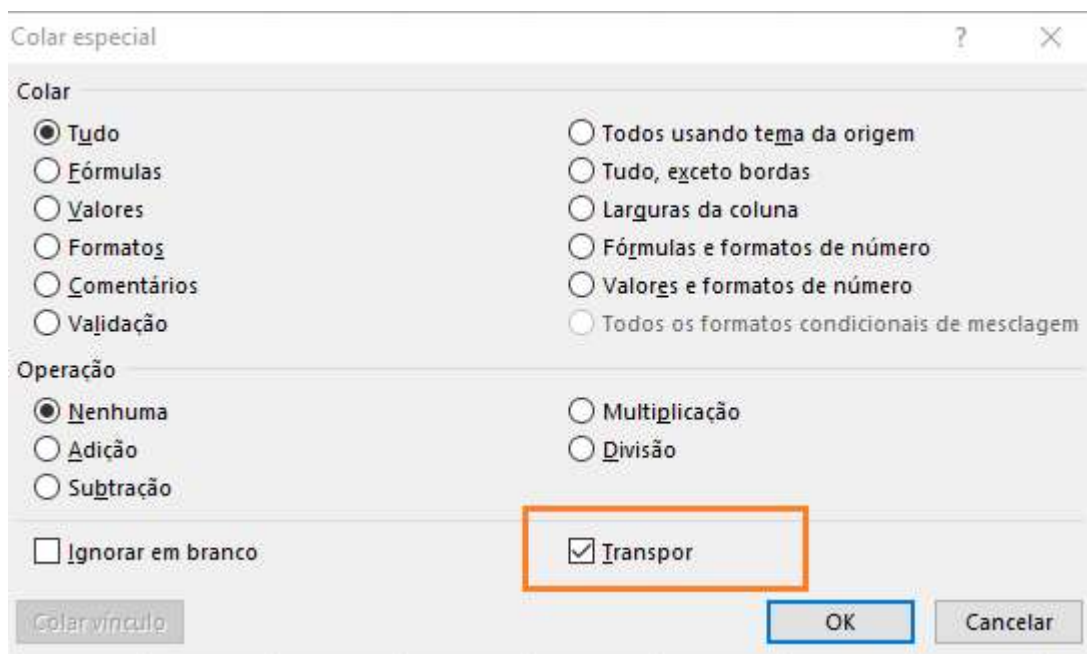 Colar especial ?
Colar
Tudo Todos usando tema da origem
Fórmulas Tudo, exceto bordas
Valores Larguras da coluna
Formatos Fórmulas e formatos de número
Comentários Valores e formatos de número
Validação Todos os formatos condicionais de mesclagem
Operação
Nenhuma Multiplicação
Adição Divisão
Subtração
Ignorar em branco Transpor
Colar vínculo OK Cancelar